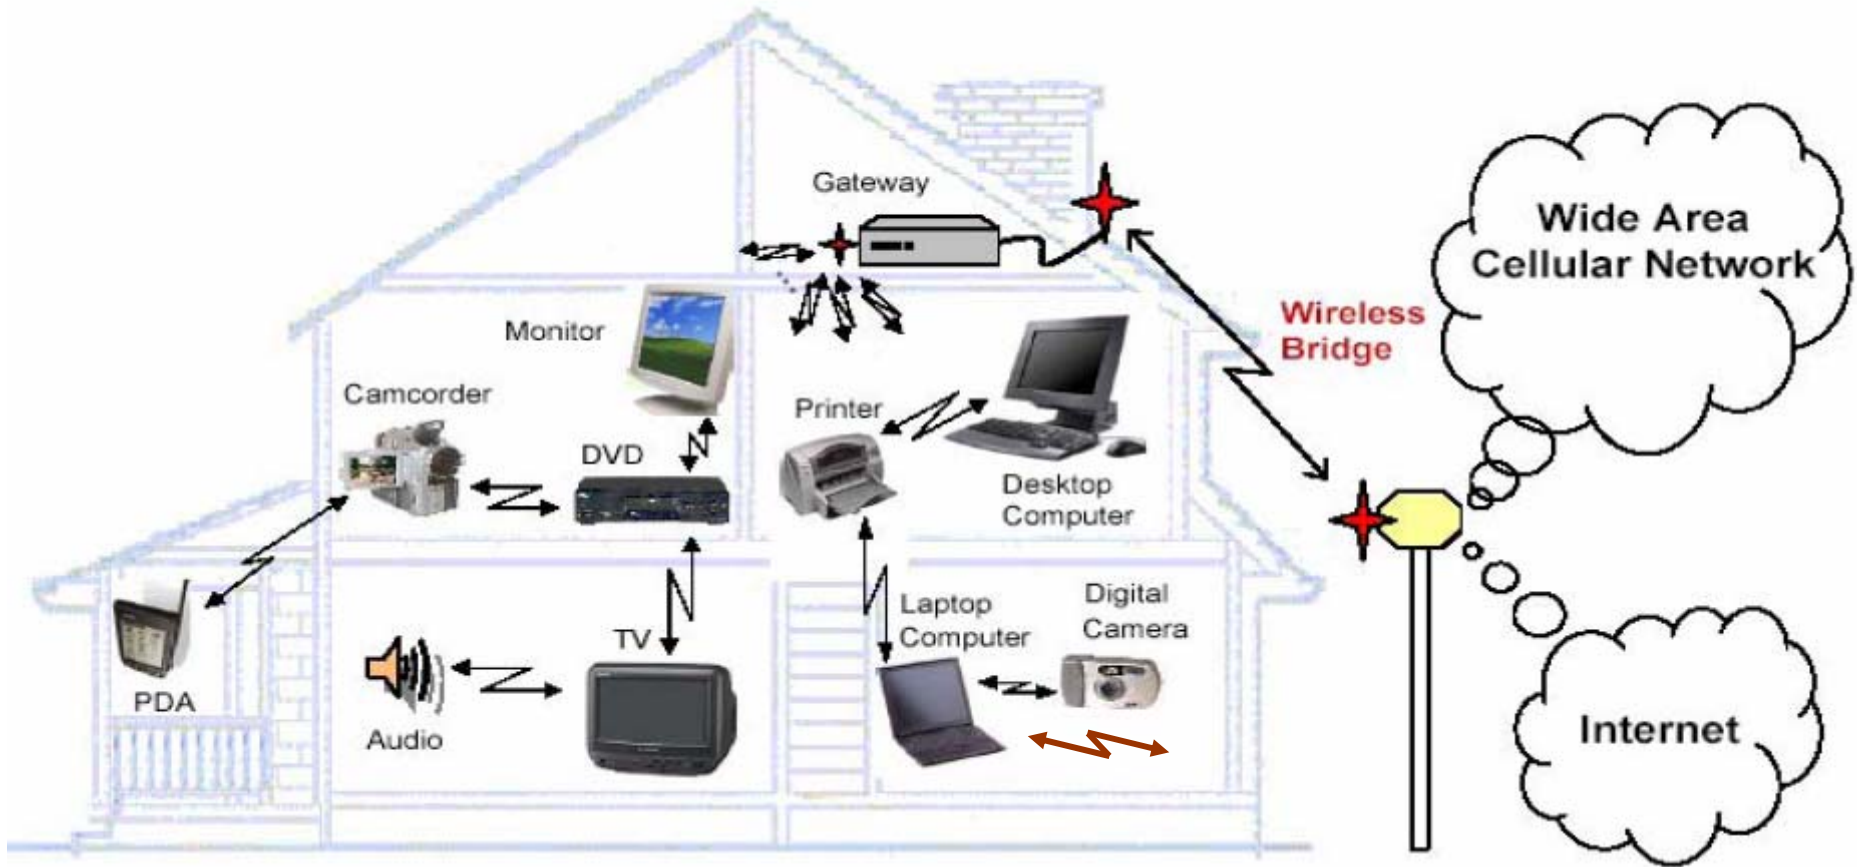 Gateway
Wide Area
Cellular Network
Wireless
Bridge
Monitor
Camcorder
Printer
DVD
Desktop
Computer
Digital
Camera
Laptop
Computer
TV
PDA
Audio
Internet